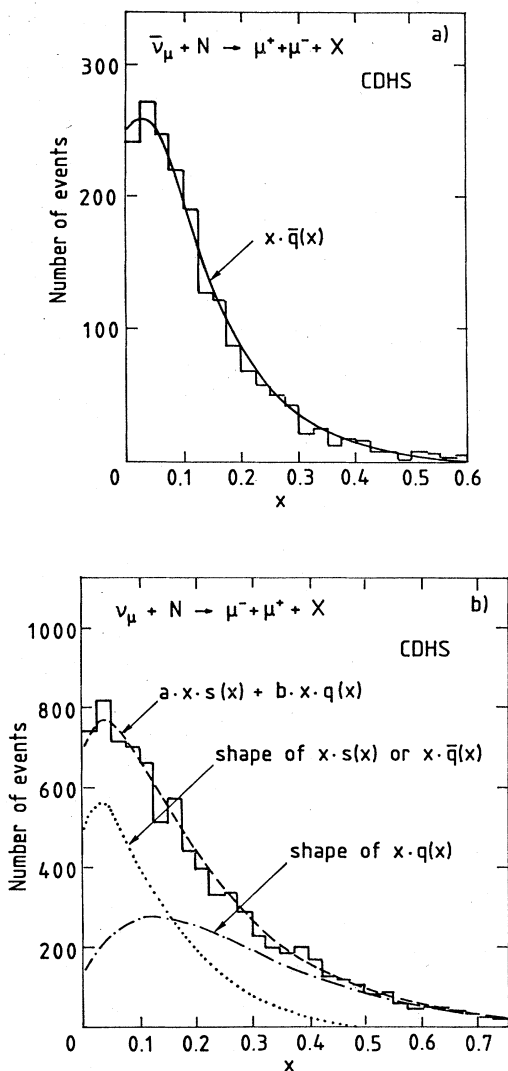 ν̄μ + N → μ⁺ + μ⁻ + X
a)
CDHS
300
200
100
Number of events
x · q̄(x)
0 0.1 0.2 0.3 0.4 0.5 0.6
x
νμ + N → μ⁻ + μ⁺ + X
b)
CDHS
1000
800
600
400
200
Number of events
a · x · s(x) + b · x · q(x)
shape of x · s(x) or x · q̄(x)
shape of x · q(x)
0 0.1 0.2 0.3 0.4 0.5 0.6 0.7
x